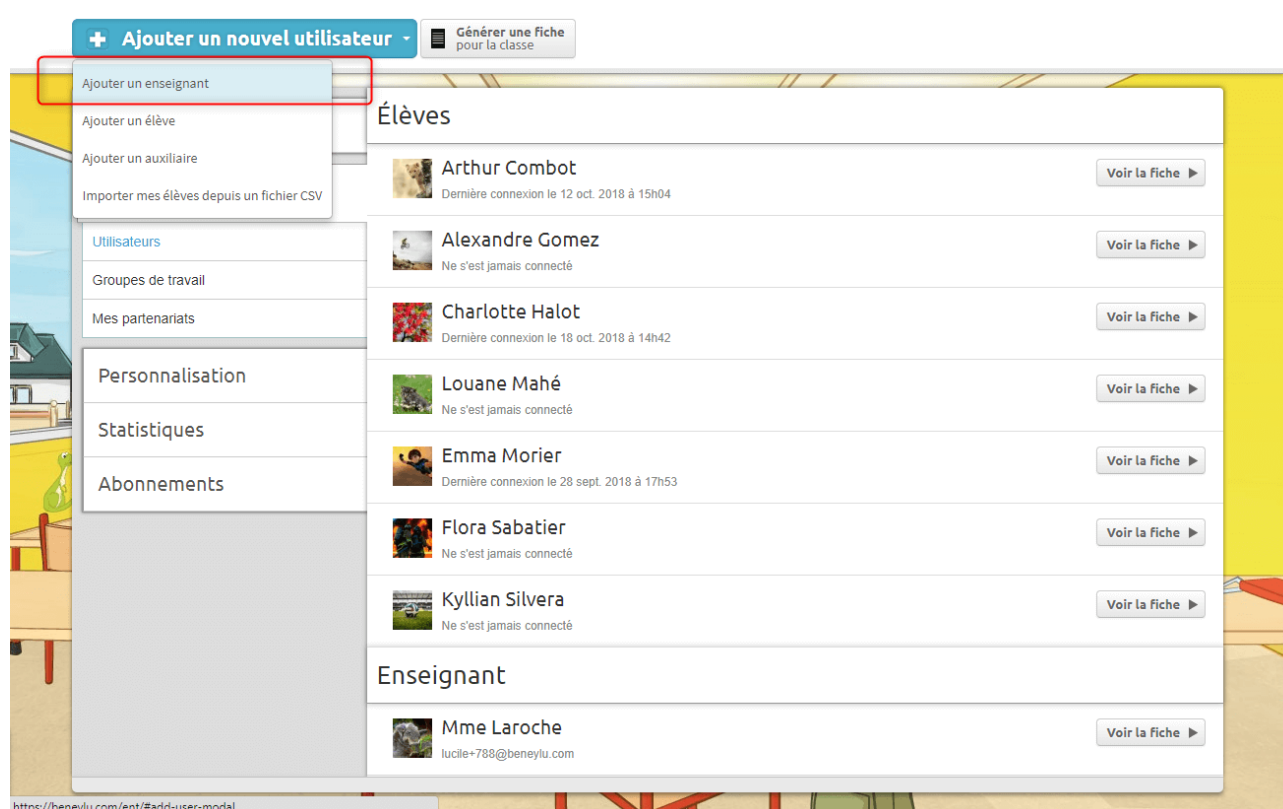 Ajouter un nouvel utilisateur
Générer une fiche
pour la classe
Ajouter un enseignant
Ajouter un élève
Ajouter un auxiliaire
Importer mes élèves depuis un fichier CSV
Utilisateurs
Groupes de travail
Mes partenariats
Personnalisation
Statistiques
Abonnements
Élèves
Arthur Combot
Dernière connexion le 12 oct. 2018 à 15h04
Voir la fiche
Alexandre Gomez
Ne s'est jamais connecté
Voir la fiche
Charlotte Halot
Dernière connexion le 18 oct. 2018 à 14h42
Voir la fiche
Louane Mahé
Ne s'est jamais connecté
Voir la fiche
Emma Morier
Dernière connexion le 28 sept. 2018 à 17h53
Voir la fiche
Flora Sabatier
Ne s'est jamais connecté
Voir la fiche
Kyllian Silvera
Ne s'est jamais connecté
Voir la fiche
Enseignant
Mme Laroche
lucile+788@beneylu.com
Voir la fiche
https://beneylu.com/ent/#add-user-modal